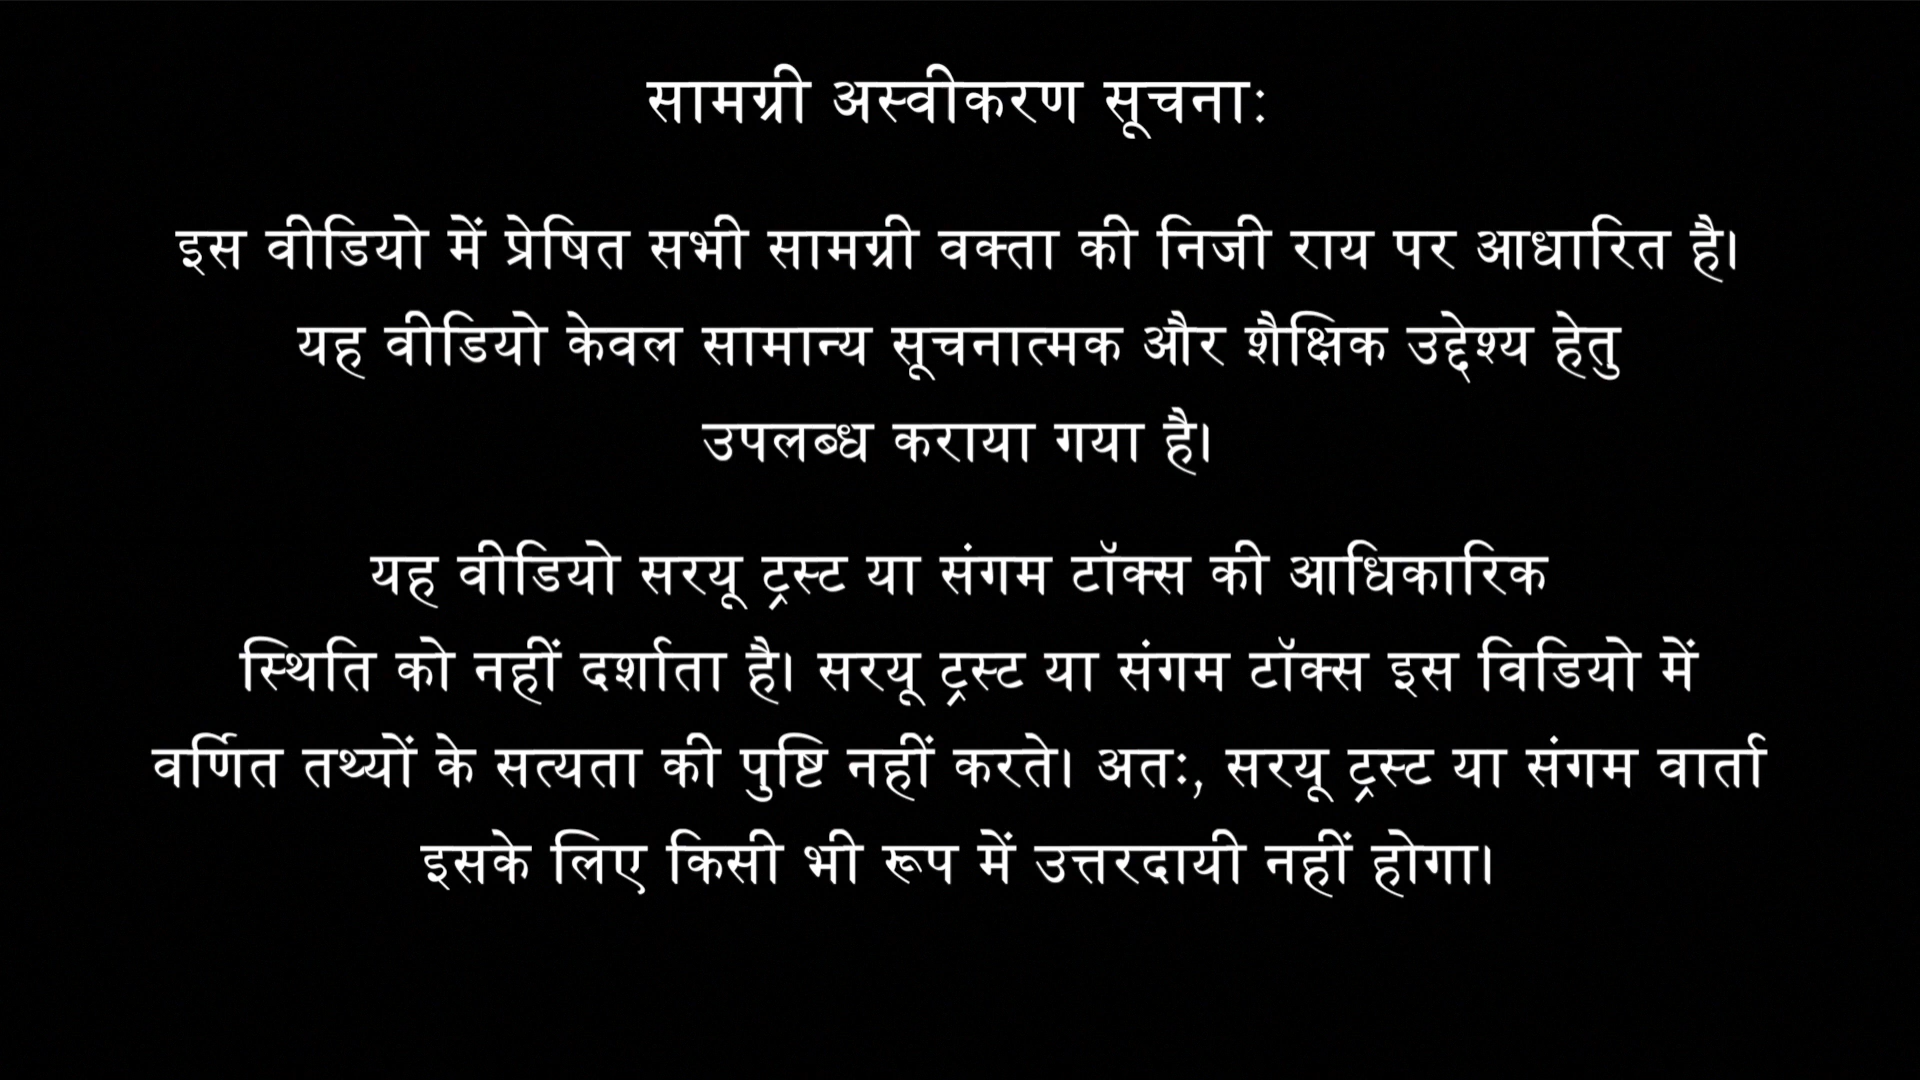 सामग्री अस्वीकरण सूचनाः
इस वीडियो में प्रेषित सभी सामग्री वक्ता की निजी राय पर आधारित है।
यह वीडियो केवल सामान्य सूचनात्मक और शैक्षिक उद्देश्य हेतु
उपलब्ध कराया गया है।
यह वीडियो सरयू ट्रस्ट या संगम टॉक्स की आधिकारिक
स्थिति को नहीं दर्शाता है। सरयू ट्रस्ट या संगम टॉक्स इस विडियो में
वर्णित तथ्यों के सत्यता की पुष्टि नहीं करते। अतः, सरयू ट्रस्ट या संगम वार्ता
इसके लिए किसी भी रूप में उत्तरदायी नहीं होगा।